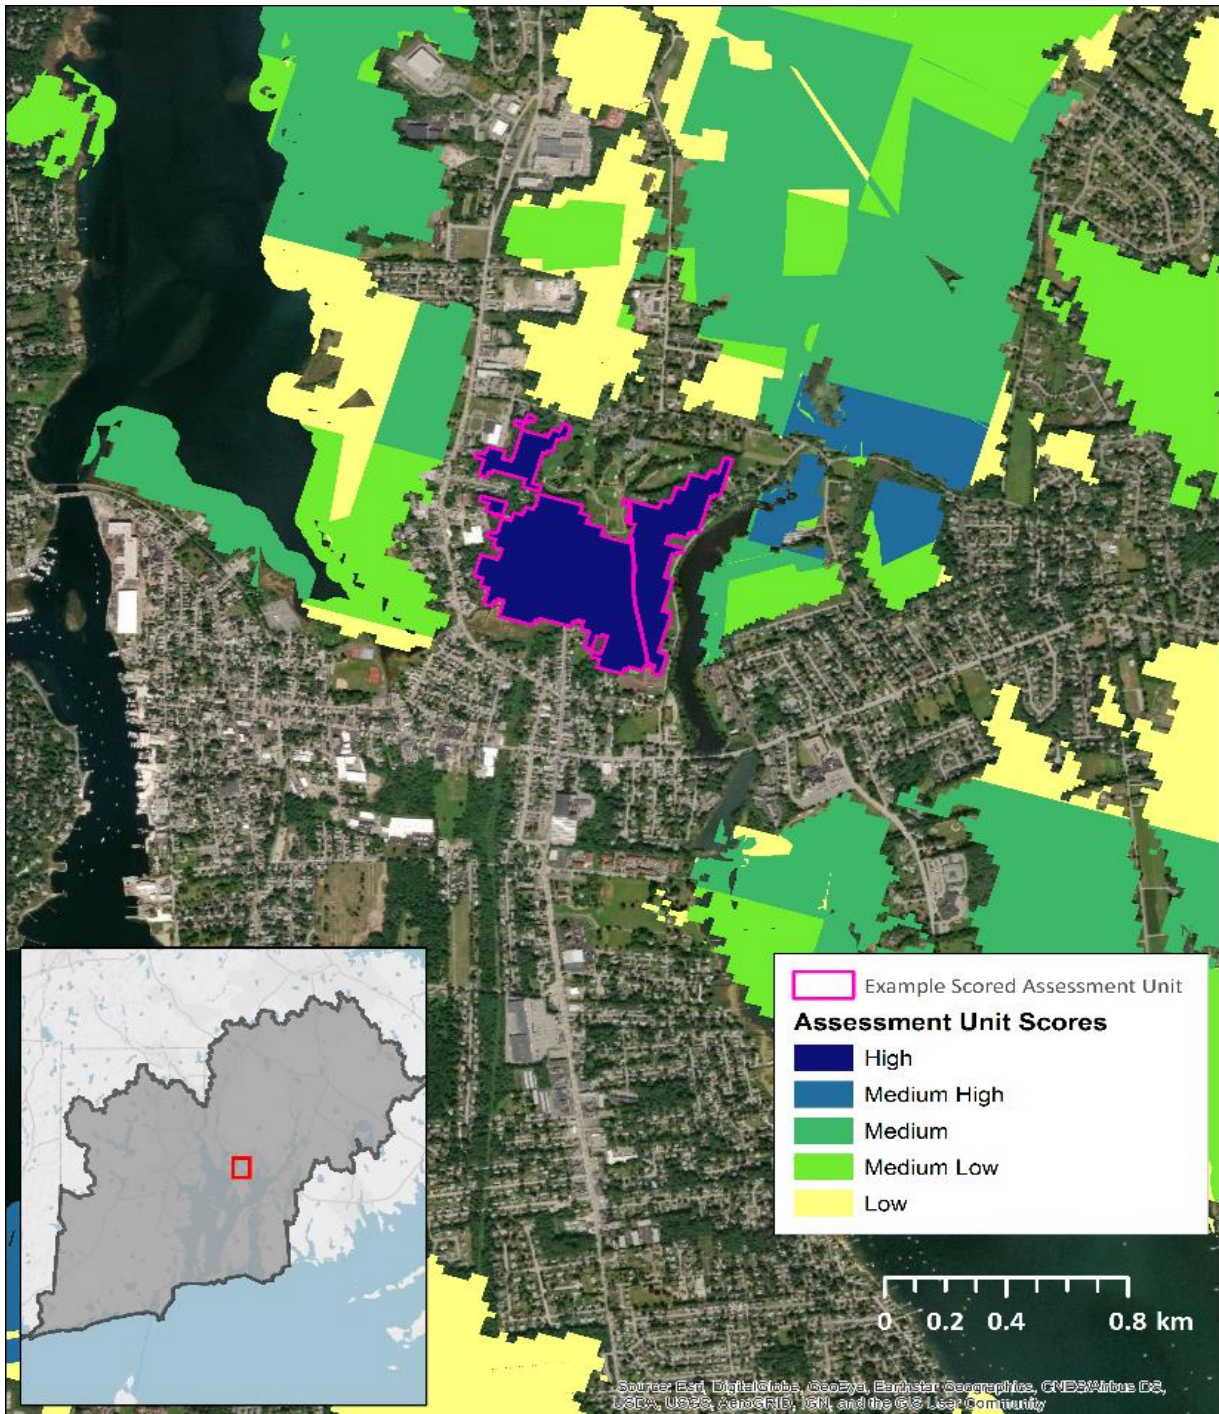 Example Scored Assessment Unit
Assessment Unit Scores
High
Medium High
Medium
Medium Low
Low
0 0.2 0.4 0.8 km
Source: Esri, DigitalGlobe, GeoEye, Earthstar Geographics, CNES/Airbus DS,
USDA, USGS, AeroGRID, IGN, and the GIS User Community